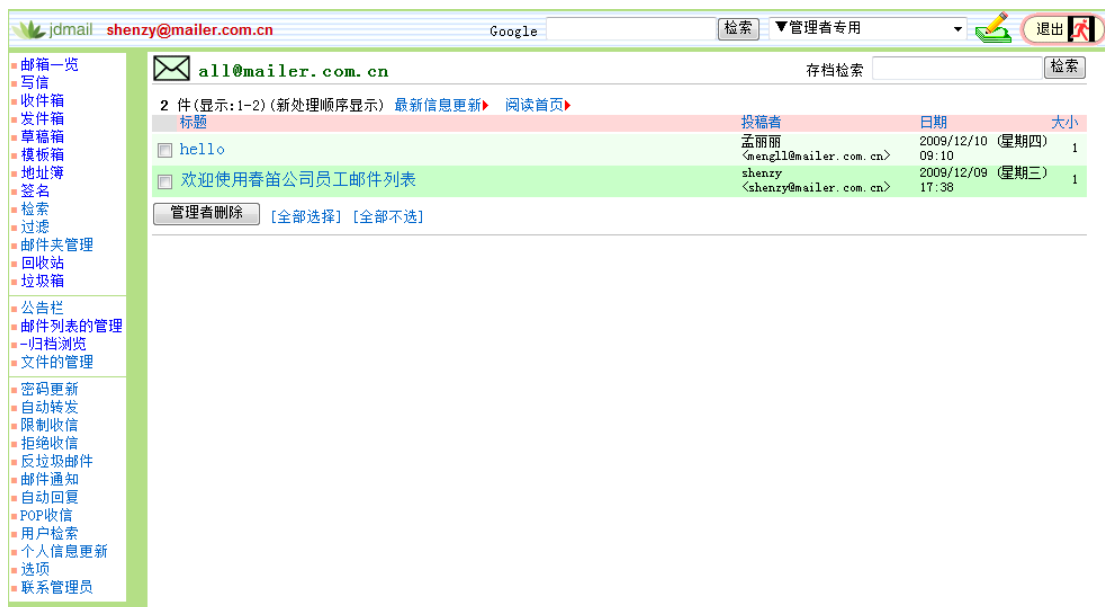 jdmail shenzy@mailer.com.cn Google 检索 ▼管理者专用 退出
邮箱一览
写信
收件箱
发件箱
草稿箱
模板箱
地址簿
签名
检索
过滤
邮件夹管理
回收站
垃圾箱
公告栏
邮件列表的管理
-归档浏览
文件的管理
密码更新
自动转发
限制收信
拒绝收信
反垃圾邮件
邮件通知
自动回复
POP收信
用户检索
个人信息更新
选项
联系管理员
all@mailer.com.cn 存档检索 检索
2 件(显示:1-2)(新处理顺序显示) 最新信息更新 阅读首页
标题 投稿者 日期 大小
hello 孟丽丽 <mengll@mailer.com.cn> 2009/12/10 (星期四) 09:10 1
欢迎使用春笛公司员工邮件列表 shenzy <shenzy@mailer.com.cn> 2009/12/09 (星期三) 17:38 1
管理者删除 [全部选择] [全部不选]